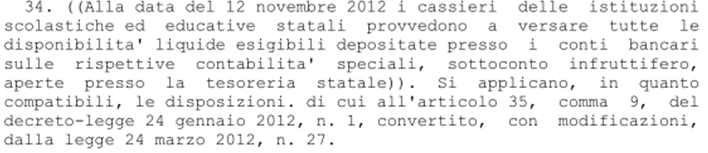 34. ((Alla data del 12 novembre 2012 i cassieri delle istituzioni
scolastiche ed educative statali provvedono a versare tutte le
disponibilita' liquide esigibili depositate presso i conti bancari
sulle rispettive contabilita' speciali, sottoconto infruttifero,
aperte presso la tesoreria statale)). Si applicano, in quanto
compatibili, le disposizioni. di cui all'articolo 35, comma 9, del
decreto-legge 24 gennaio 2012, n. 1, convertito, con modificazioni,
dalla legge 24 marzo 2012, n. 27.